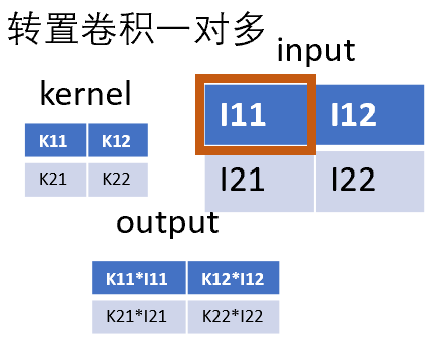 转置卷积一对多
input
kernel
I11 I12
K11 K12
K21 K22
I21 I22
output
K11*I11 K12*I12
K21*I21 K22*I22